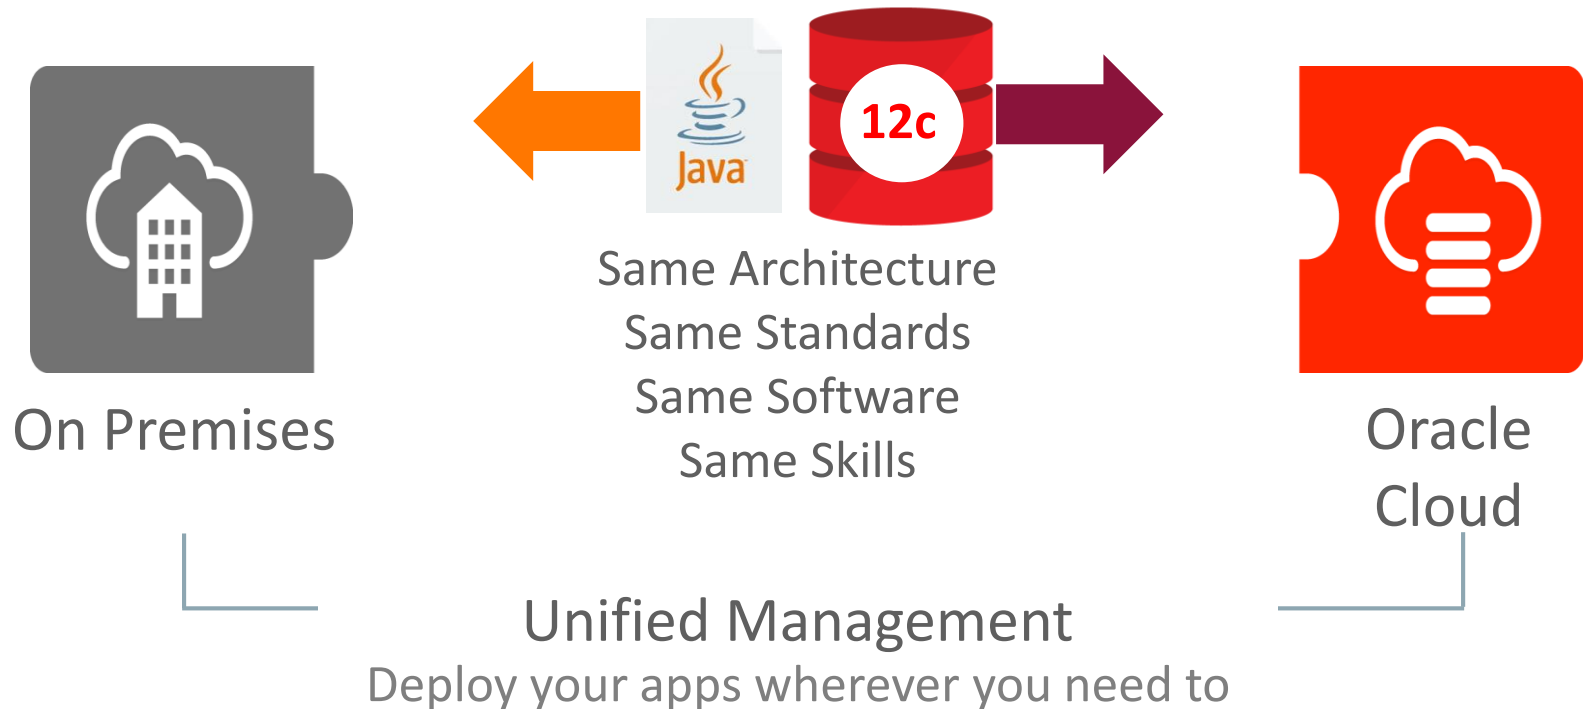 Java
12c
Same Architecture
Same Standards
Same Software
Same Skills
On Premises
Oracle
Cloud
Unified Management
Deploy your apps wherever you need to